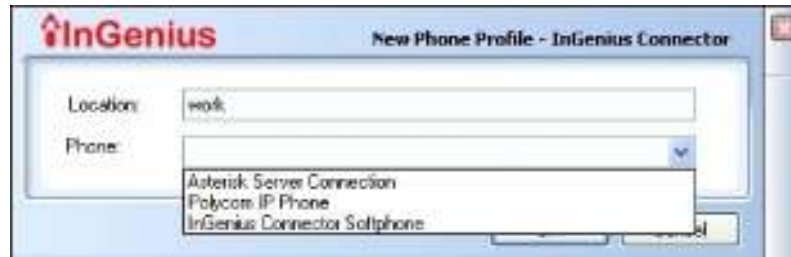 InGenius
New Phone Profile - InGenius Connector
Location: work
Phone:
Asterisk Server Connection
Polycom IP Phone
InGenius Connector Softphone